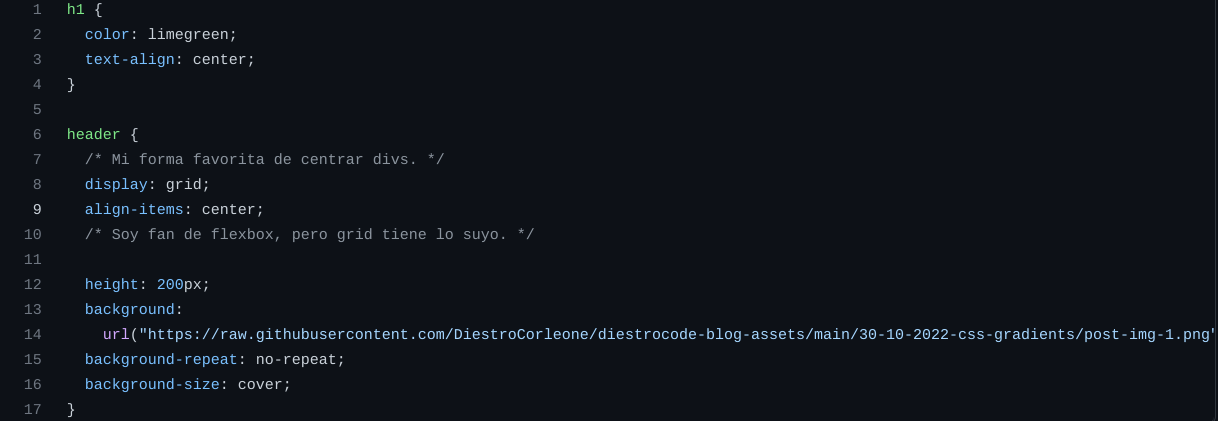 1 h1 {
2 color: limegreen;
3 text-align: center;
4 }
5
6 header {
7 /* Mi forma favorita de centrar divs. */
8 display: grid;
9 align-items: center;
10 /* Soy fan de flexbox, pero grid tiene lo suyo. */
11
12 height: 200px;
13 background:
14 url("https://raw.githubusercontent.com/DiestroCorleone/diestrocode-blog-assets/main/30-10-2022-css-gradients/post-img-1.png"
15 background-repeat: no-repeat;
16 background-size: cover;
17 }